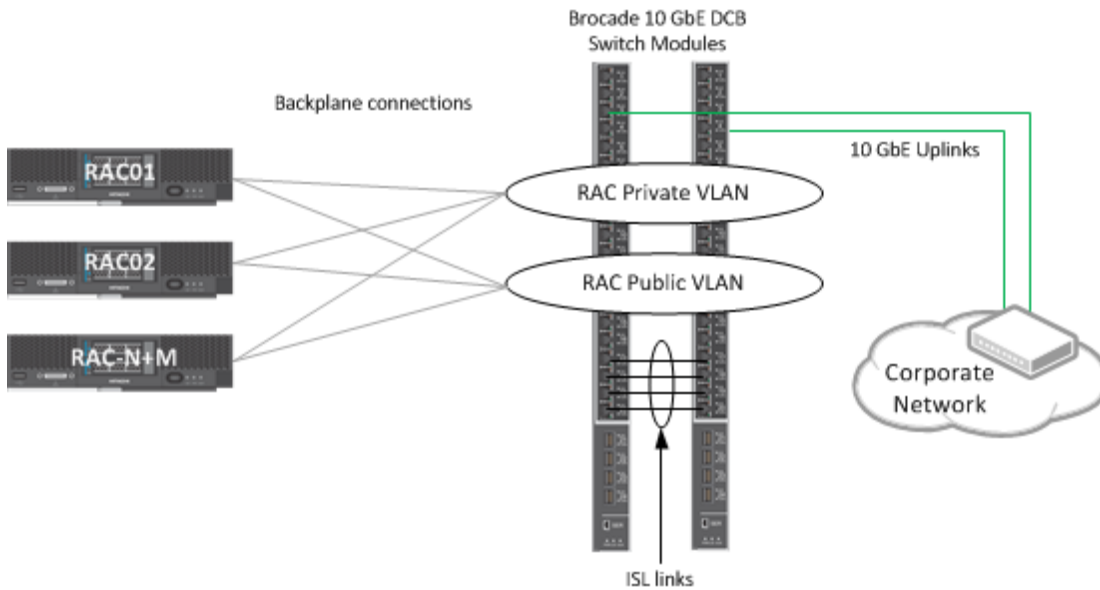 Brocade 10 GbE DCB
Switch Modules
Backplane connections
10 GbE Uplinks
RAC01
RAC Private VLAN
RAC02
RAC Public VLAN
RAC-N+M
Corporate
Network
ISL links